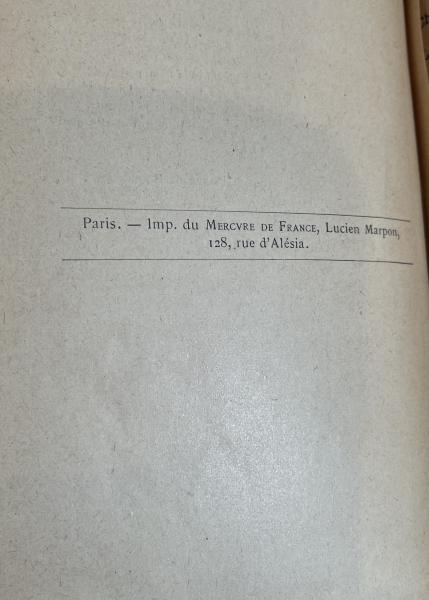 Paris. — Imp. du MERCVRE DE FRANCE, Lucien Marpon,
128, rue d'Alésia.